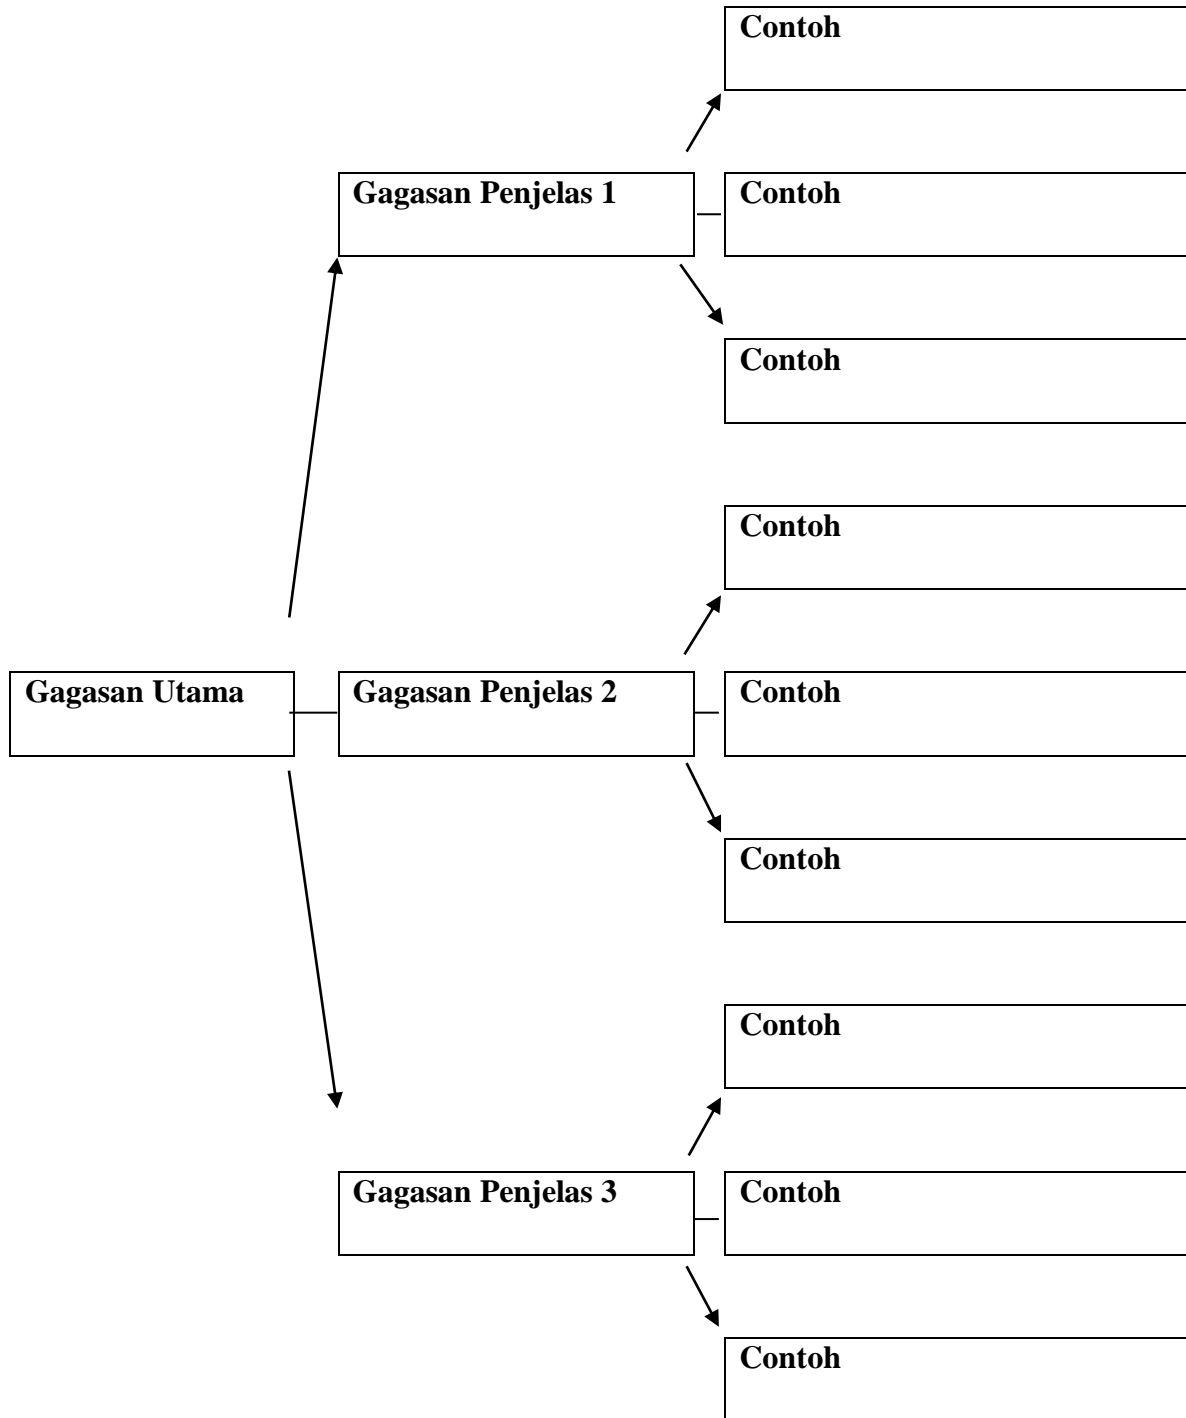 Contoh
Gagasan Penjelas 1
Contoh
Contoh
Contoh
Gagasan Utama
Gagasan Penjelas 2
Contoh
Contoh
Contoh
Gagasan Penjelas 3
Contoh
Contoh